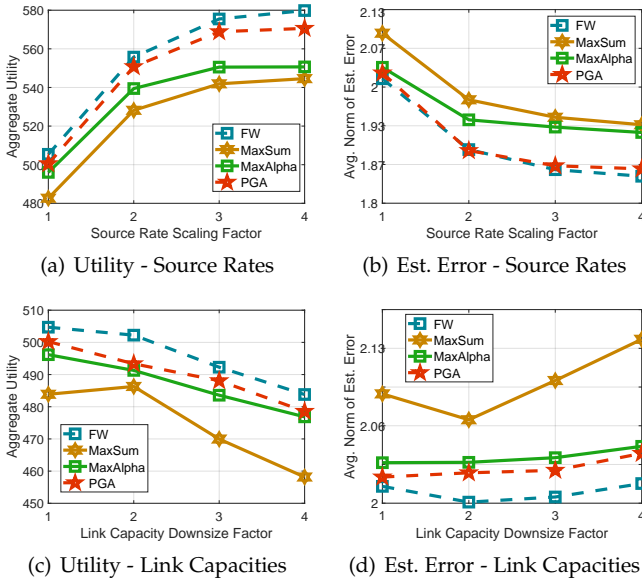 580
560
540
520
500
480
Aggregate Utility
FW
MaxSum
MaxAlpha
PGA
1 2 3 4
Source Rate Scaling Factor
(a) Utility - Source Rates
2.13
2.07
2
1.93
1.87
1.8
Avg. Norm of Est. Error
FW
MaxSum
MaxAlpha
PGA
1 2 3 4
Source Rate Scaling Factor
(b) Est. Error - Source Rates
510
500
490
480
470
460
450
Aggregate Utility
FW
MaxSum
MaxAlpha
PGA
1 2 3 4
Link Capacity Downsize Factor
(c) Utility - Link Capacities
2.13
2.06
2
Avg. Norm of Est. Error
FW
MaxSum
MaxAlpha
PGA
1 2 3 4
Link Capacity Downsize Factor
(d) Est. Error - Link Capacities